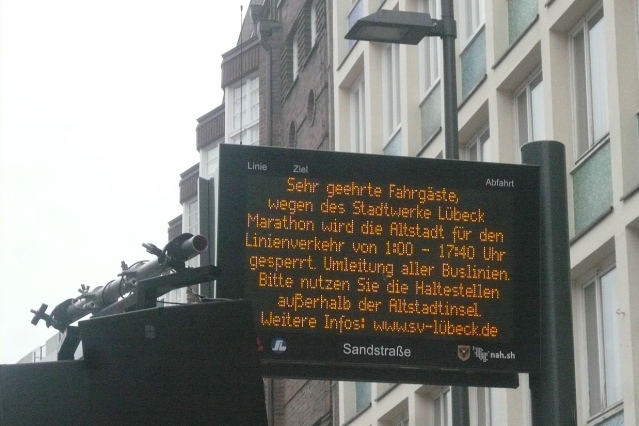 Linie Ziel Abfahrt
Sehr geehrte Fahrgäste,
wegen des Stadtwerke Lübeck
Marathon wird die Altstadt für den
Linienverkehr von 1:00 - 17:40 Uhr
gesperrt. Umleitung aller Buslinien.
Bitte nutzen Sie die Haltestellen
außerhalb der Altstadtinsel.
Weitere Infos: www.sv-lübeck.de
Sandstraße nah.sh